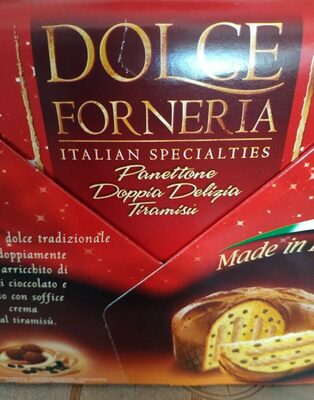 DOLCE
FORNERIA
ITALIAN SPECIALTIES
Panettone
Doppia Delizia
Tiramisù
Made in
dolce tradizionale
doppiamente
arricchito di
i cioccolato e
to con soffice
crema
al tiramisù.